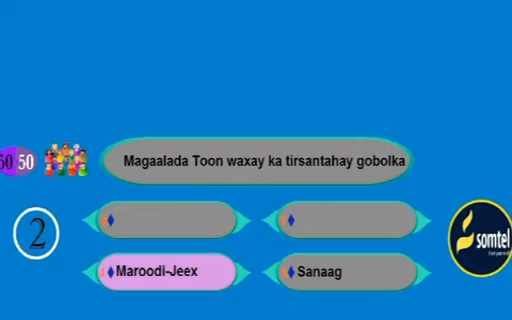 50 50
Magaalada Toon waxay ka tirsantahay gobolka
2
Maroodi-Jeex
Sanaag
somtel